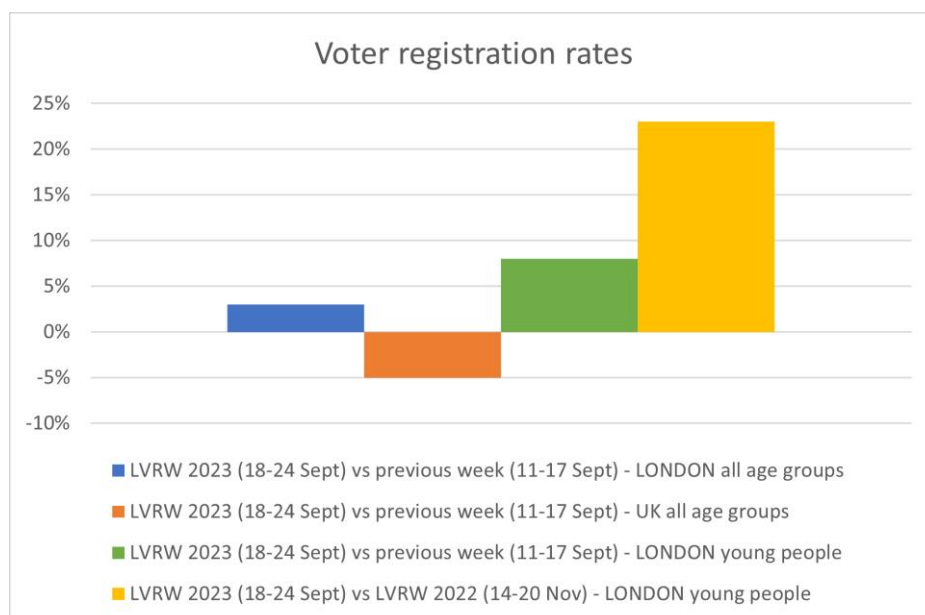 Voter registration rates
25%
20%
15%
10%
5%
0%
-5%
-10%
LVRW 2023 (18-24 Sept) vs previous week (11-17 Sept) - LONDON all age groups
LVRW 2023 (18-24 Sept) vs previous week (11-17 Sept) - UK all age groups
LVRW 2023 (18-24 Sept) vs previous week (11-17 Sept) - LONDON young people
LVRW 2023 (18-24 Sept) vs LVRW 2022 (14-20 Nov) - LONDON young people